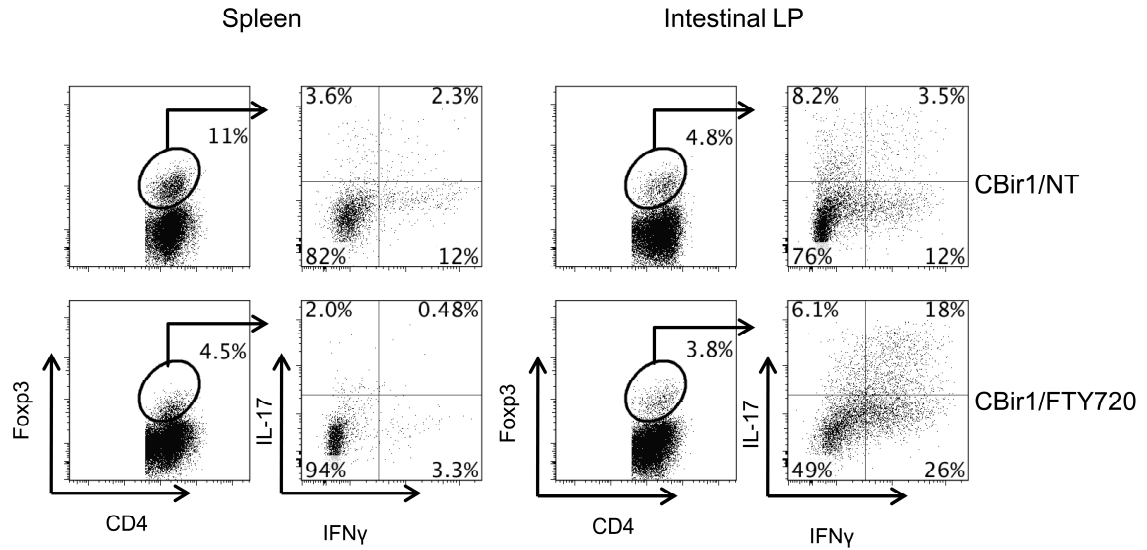 Spleen
Intestinal LP
3.6% 2.3% 8.2% 3.5%
11% 4.8%
CBir1/NT
82% 12% 76% 12%
2.0% 0.48% 6.1% 18%
4.5% 3.8%
CBir1/FTY720
Foxp3 IL-17 Foxp3 IL-17
94% 3.3% 49% 26%
CD4 IFNγ CD4 IFNγ